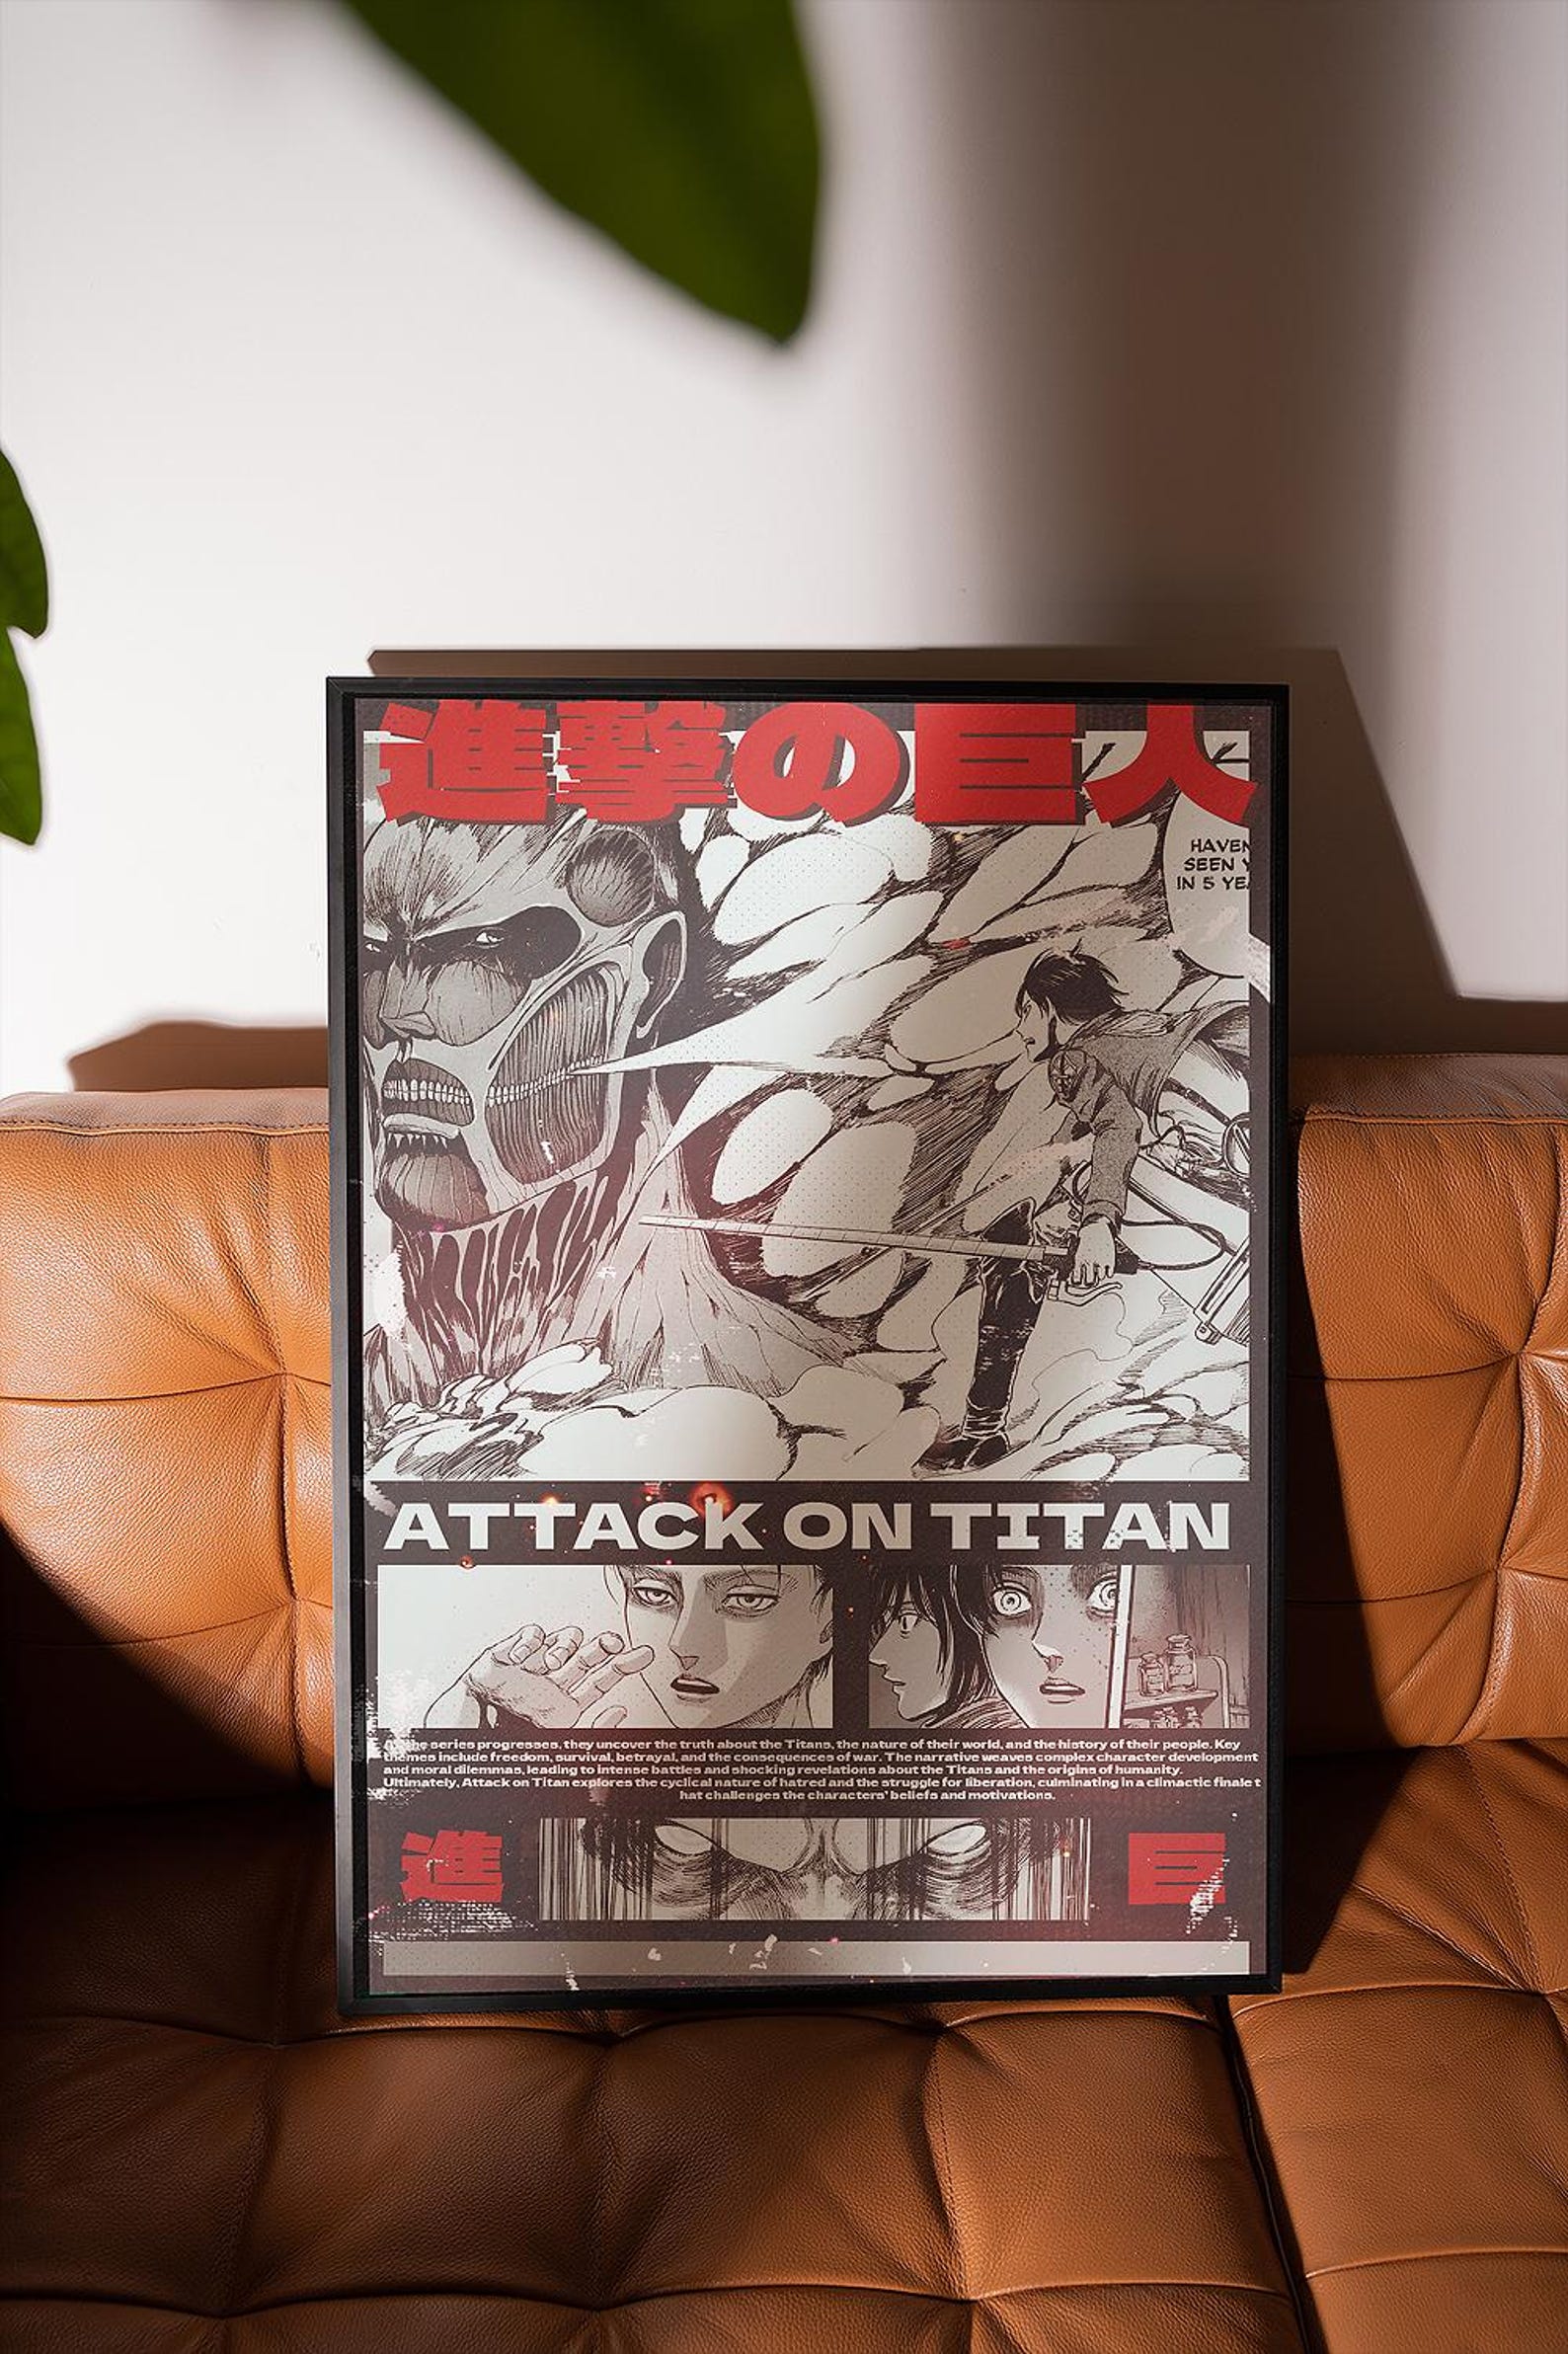 進撃の巨人
HAVEN
SEEN Y
IN 5 YEA
ATTACK ON TITAN
the series progresses, they uncover the truth about the Titans, the nature of their world, and the history of their people. Key
themes include freedom, survival, betrayal, and the consequences of war. The narrative weaves complex character development
and moral dilemmas, leading to intense battles and shocking revelations about the Titans and the origins of humanity.
Ultimately, Attack on Titan explores the cyclical nature of hatred and the struggle for liberation, culminating in a climactic finale t
hat challenges the characters' beliefs and motivations.
進 巨